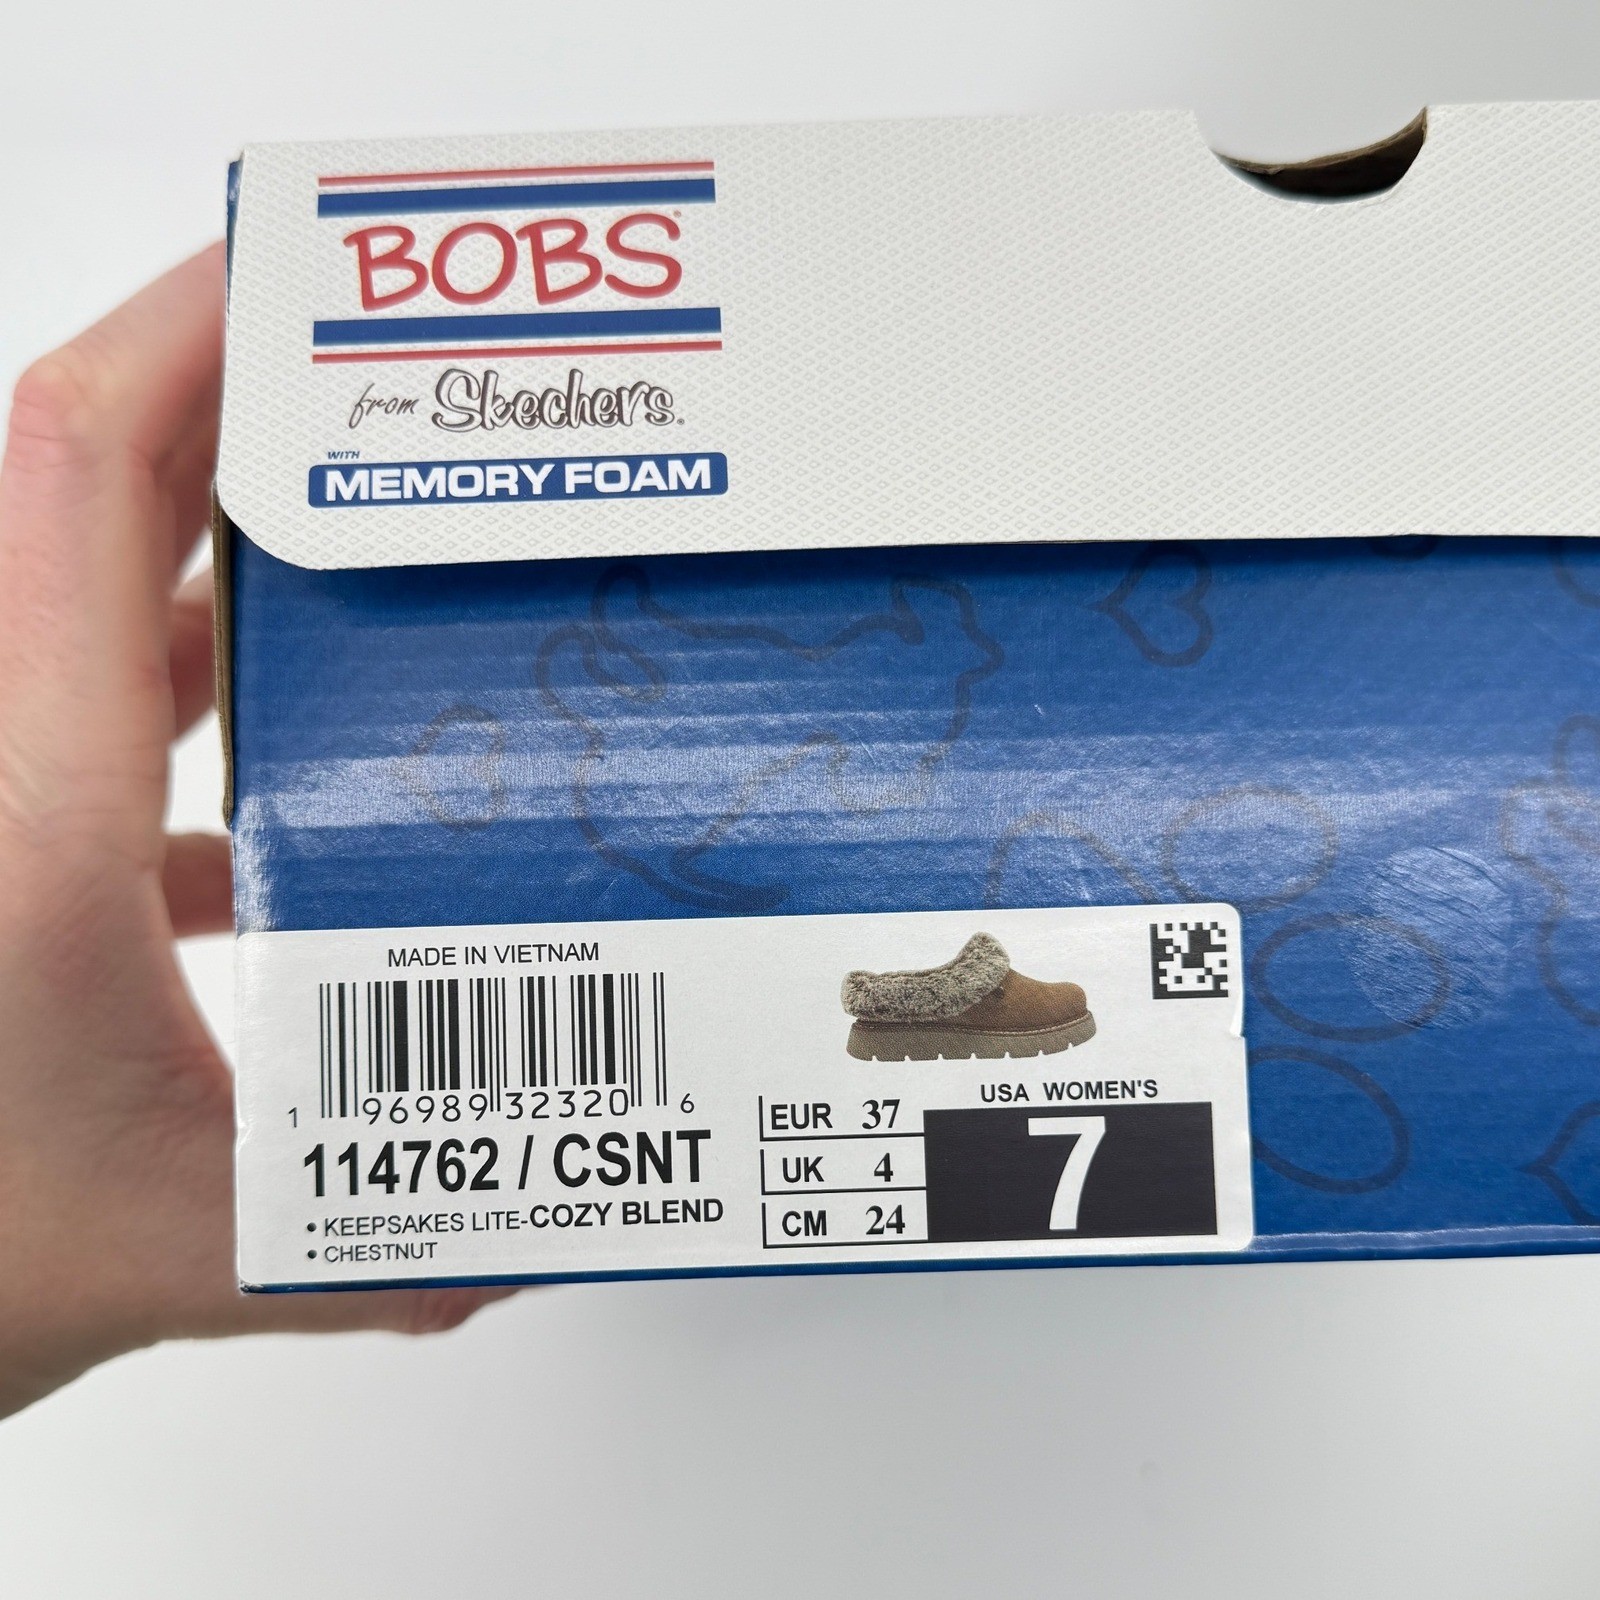 BOBS®
from Skechers®
WITH
MEMORY FOAM
MADE IN VIETNAM
1 96989 32320 6
114762 / CSNT
• KEEPSAKES LITE-COZY BLEND
• CHESTNUT
EUR 37
UK 4
CM 24
USA WOMEN'S
7